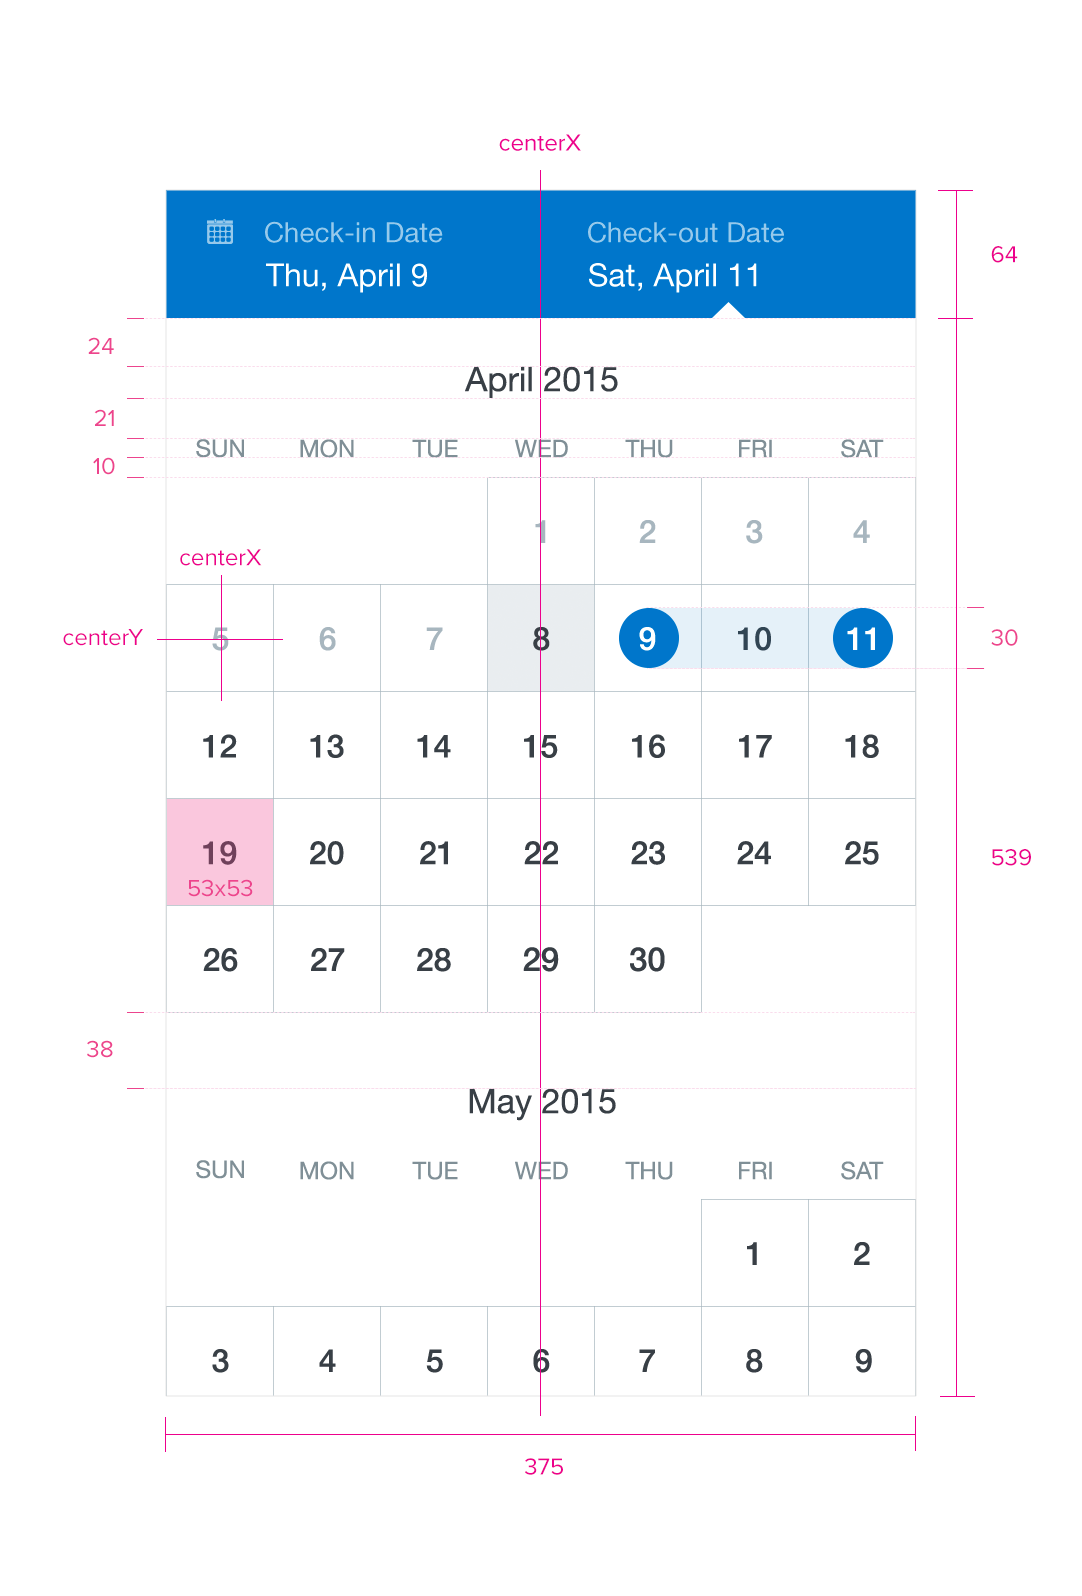 centerX
Check-in Date Check-out Date
Thu, April 9 Sat, April 11
64
24
April 2015
21
SUN MON TUE WED THU FRI SAT
10
1 2 3 4
centerX
centerY 5 6 7 8 9 10 11 30
12 13 14 15 16 17 18
19 20 21 22 23 24 25 539
53x53
26 27 28 29 30
38
May 2015
SUN MON TUE WED THU FRI SAT
1 2
3 4 5 6 7 8 9
375